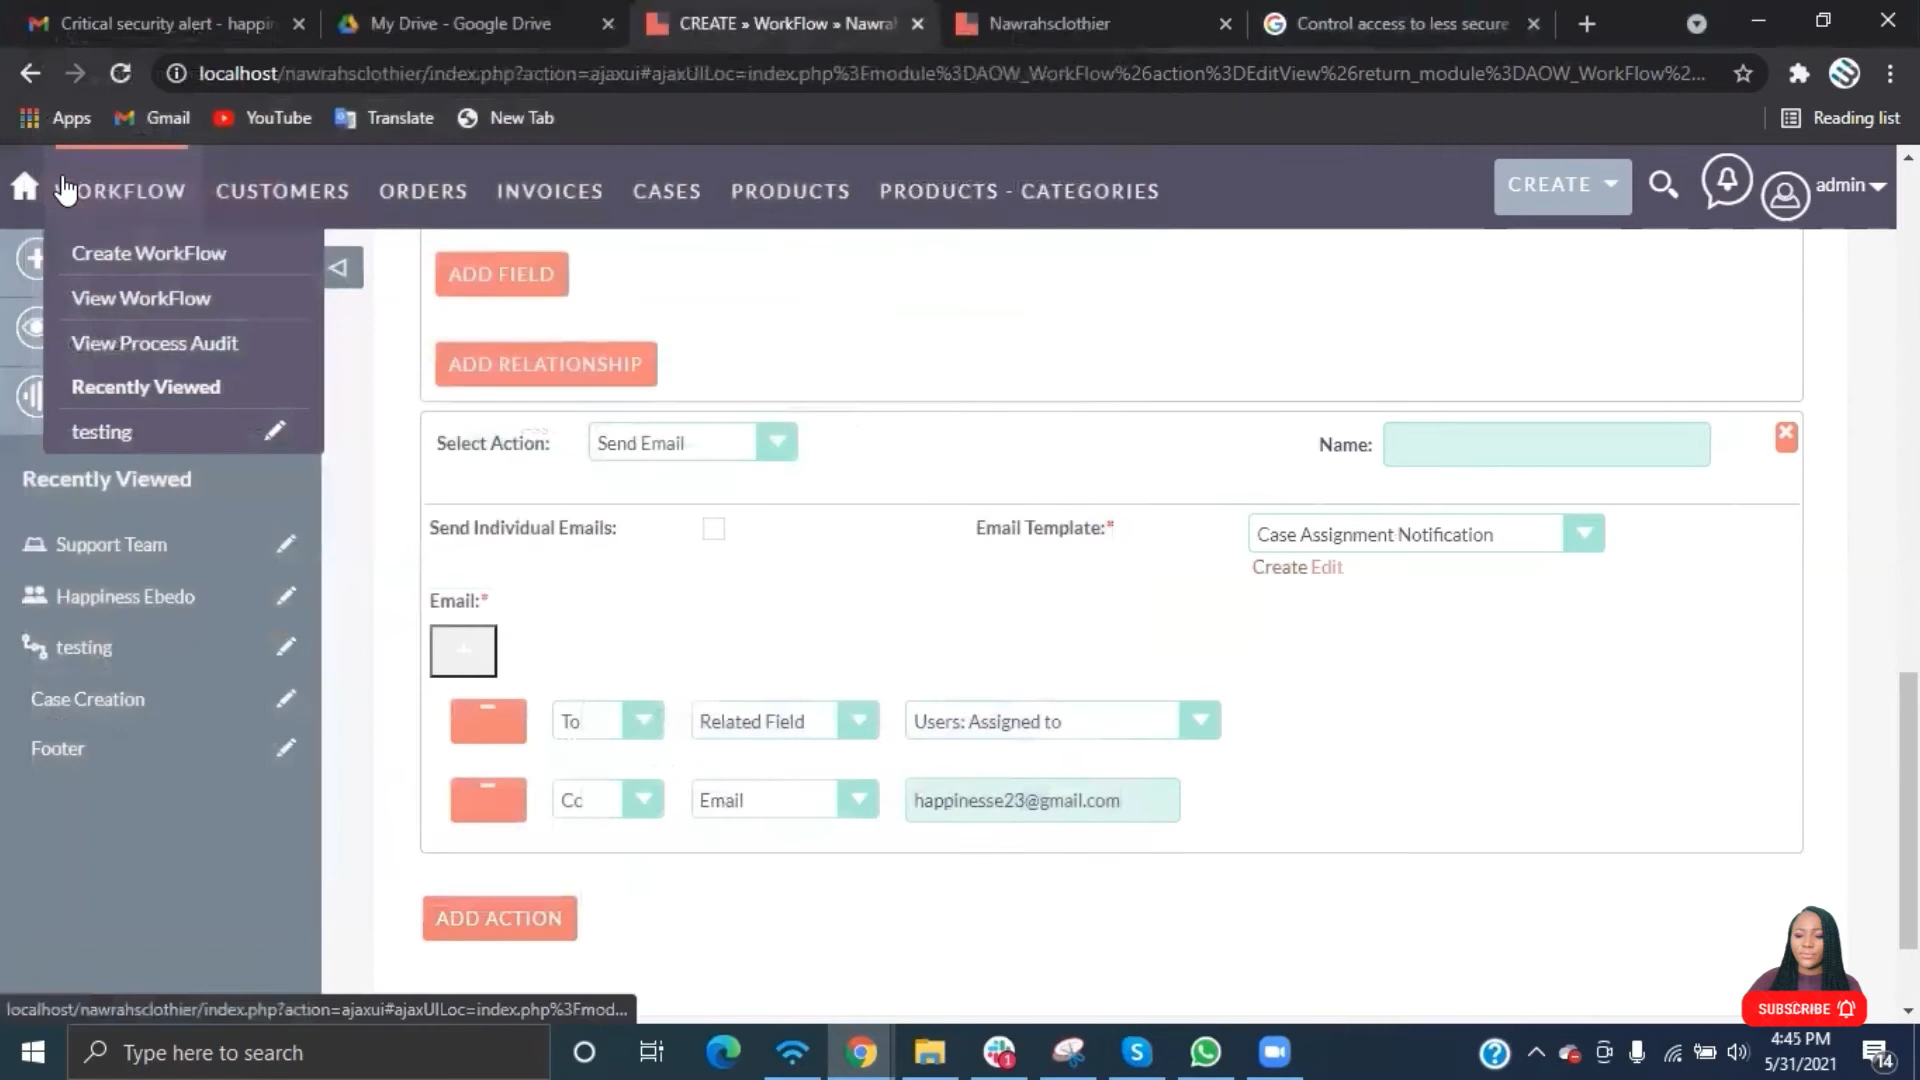 Critical security alert - happin
My Drive - Google Drive
CREATE » WorkFlow » Nawrah
Nawrahsclothier
Control access to less secure
localhost/nawrahsclothier/index.php?action=ajaxui#ajaxUILoc=index.php%3Fmodule%3DAOW_WorkFlow%26action%3DEditView%26return_module%3DAOW_WorkFlow%2...
Apps
Gmail
YouTube
Translate
New Tab
Reading list
WORKFLOW
CUSTOMERS
ORDERS
INVOICES
CASES
PRODUCTS
PRODUCTS - CATEGORIES
CREATE
admin
Create WorkFlow
View WorkFlow
View Process Audit
Recently Viewed
testing
Recently Viewed
Support Team
Happiness Ebedo
testing
Case Creation
Footer
ADD FIELD
ADD RELATIONSHIP
Select Action:
Send Email
Name:
Send Individual Emails:
Email Template:*
Case Assignment Notification
Create Edit
Email:*
+
-
To
Related Field
Users: Assigned to
-
Cc
Email
happinesse23@gmail.com
ADD ACTION
SUBSCRIBE
localhost/nawrahsclothier/index.php?action=ajaxui#ajaxUILoc=index.php%3Fmod...
Type here to search
1
4:45 PM
5/31/2021
14